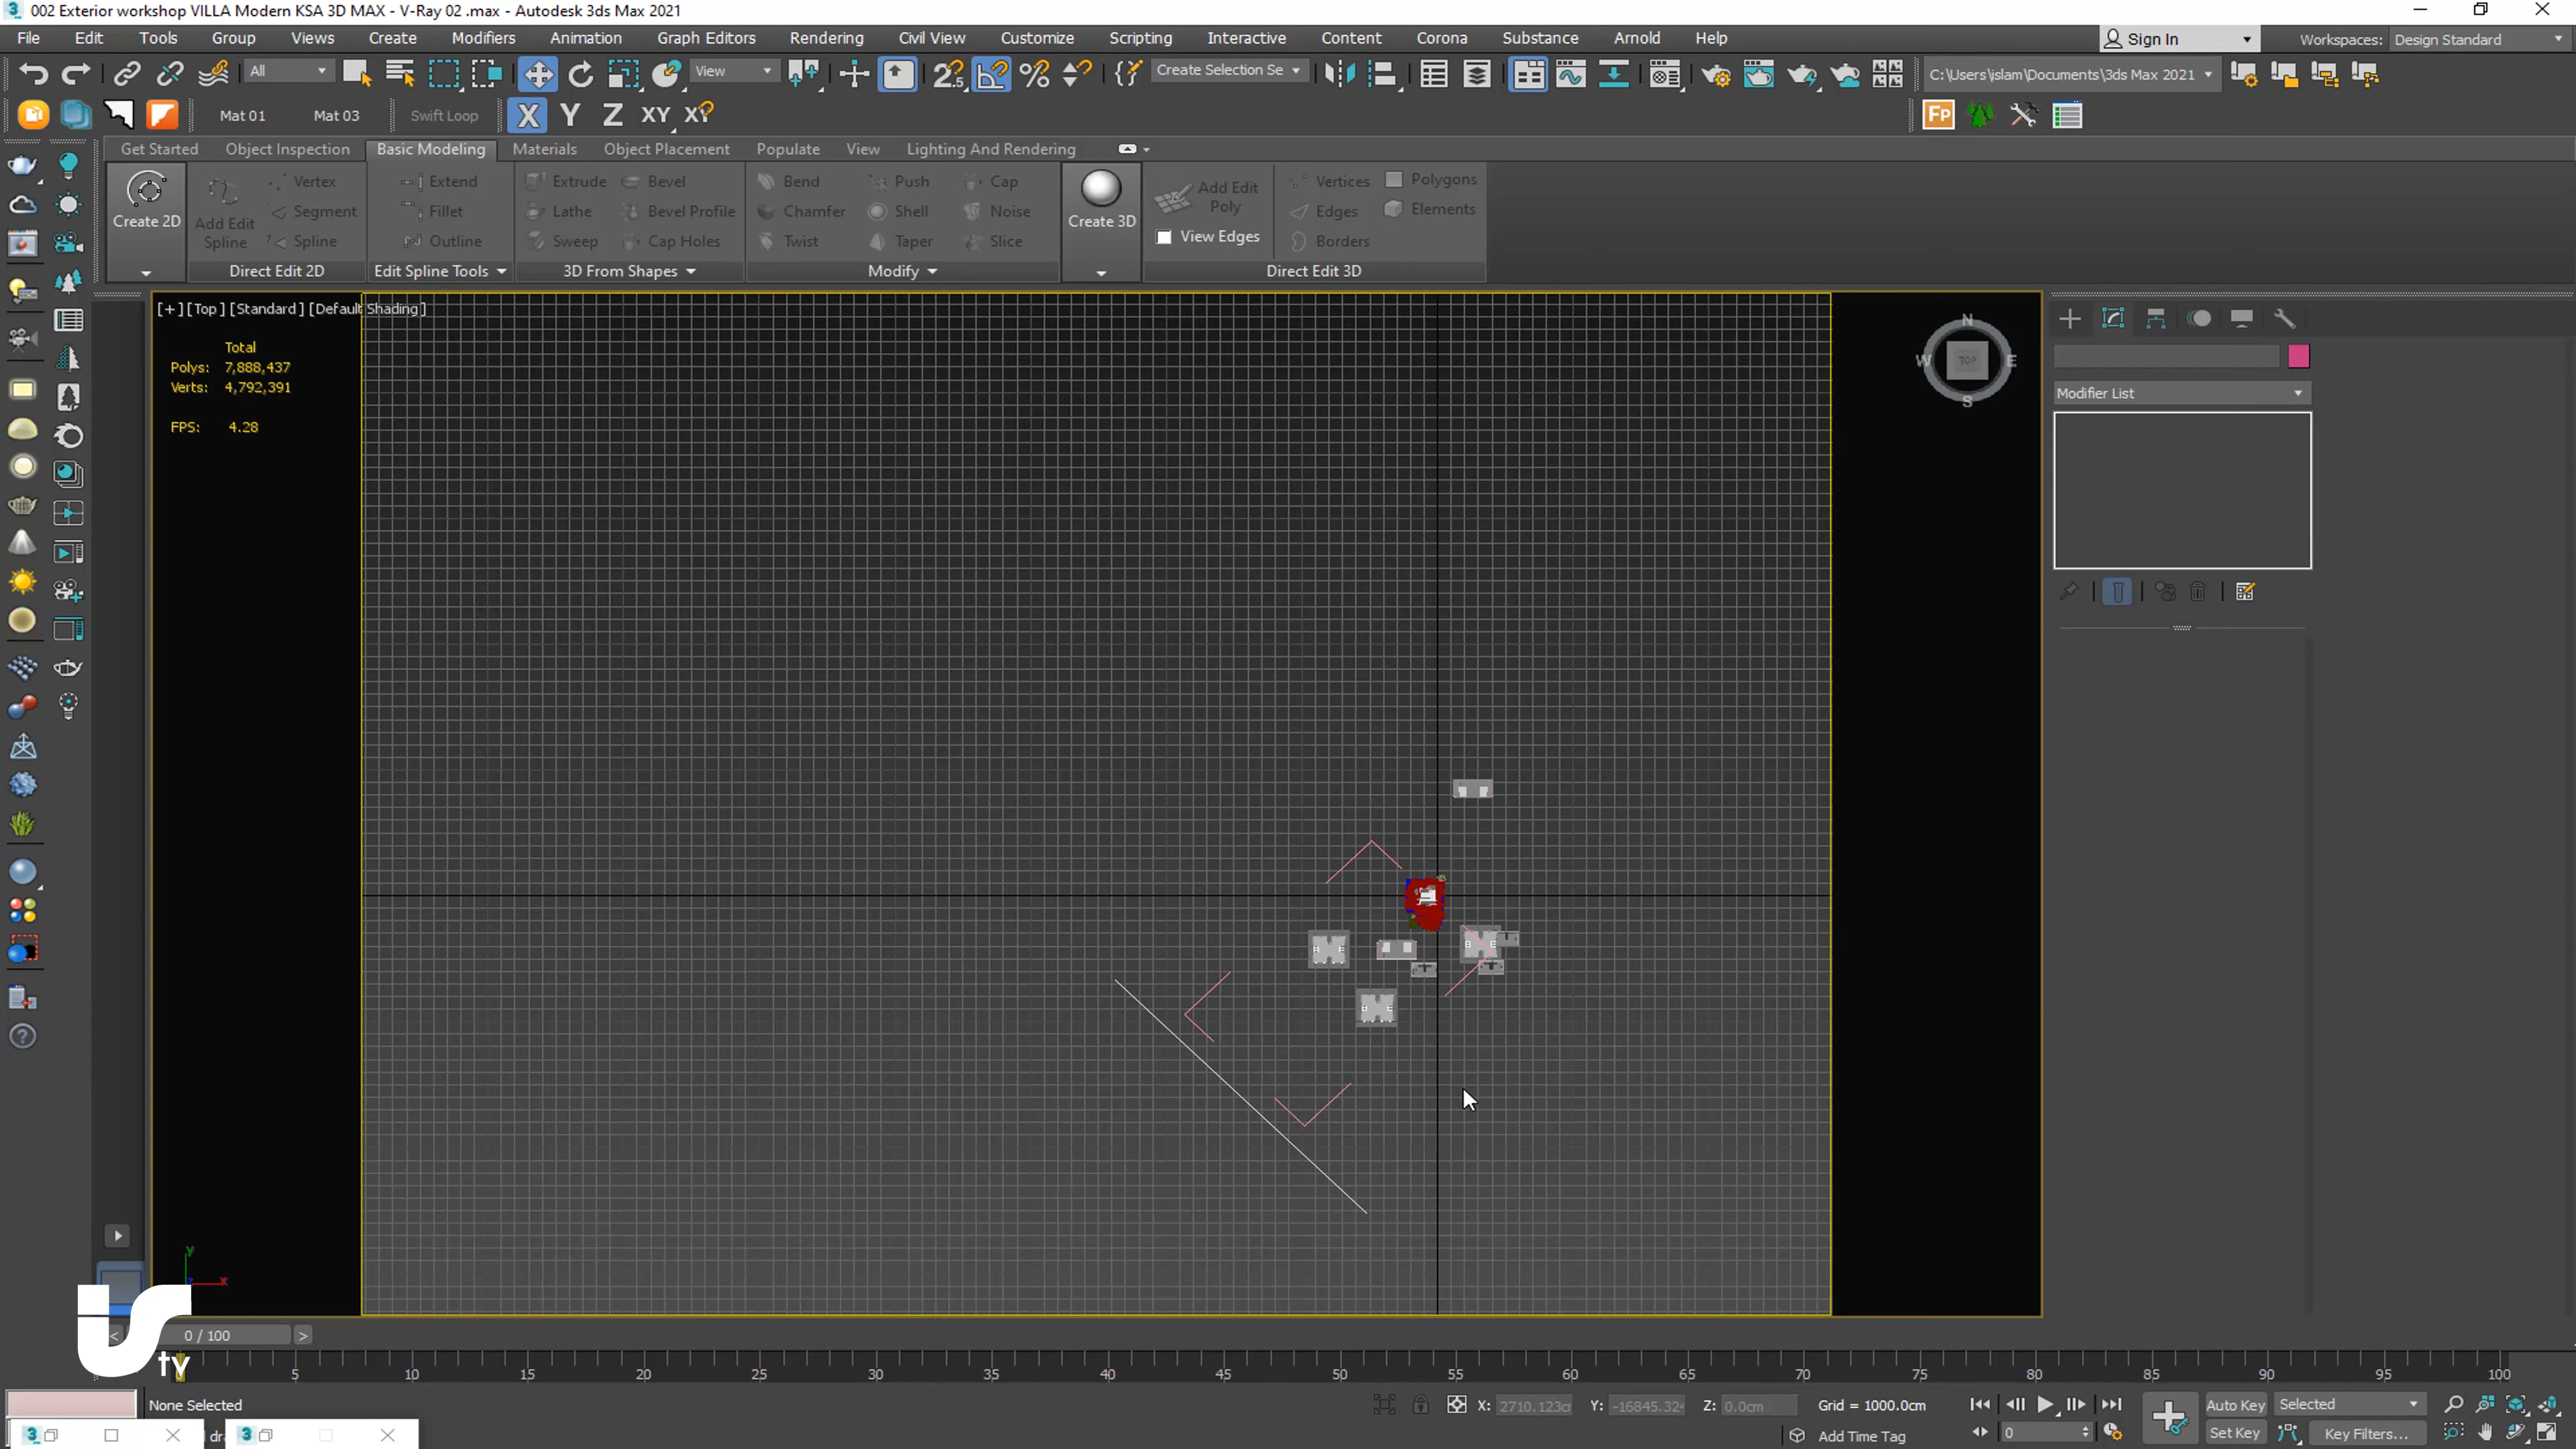 002 Exterior workshop VILLA Modern KSA 3D MAX - V-Ray 02 .max - Autodesk 3ds Max 2021
File Edit Tools Group Views Create Modifiers Animation Graph Editors Rendering Civil View Customize Scripting Interactive Content Corona Substance Arnold Help Sign In Workspaces: Design Standard
All View Create Selection Se C:\Users\islam\Documents\3ds Max 2021
Mat 01 Mat 03 Swift Loop X Y Z XY Fp
Get Started Object Inspection Basic Modeling Materials Object Placement Populate View Lighting And Rendering
Vertex Extend Extrude Bevel Bend Push Cap Vertices Polygons
Create 2D Add Edit Spline Segment Fillet Lathe Bevel Profile Chamfer Shell Noise Create 3D Add Edit Poly Edges Elements
Spline Outline Sweep Cap Holes Twist Taper Slice View Edges Borders
Direct Edit 2D Edit Spline Tools 3D From Shapes Modify Direct Edit 3D
[+] [Top] [Standard] [Default Shading]
Total
Polys: 7,888,437
Verts: 4,792,391
FPS: 4.28
N
W TOP E
S
Modifier List
y
x
tv
< 0 / 100 >
5 10 15 20 25 30 35 40 45 50 55 60 65 70 75 80 85 90 95 100
None Selected X: 2710.123c Y: -16845.324 Z: 0.0cm Grid = 1000.0cm Auto Key Selected
Add Time Tag 0 Set Key Key Filters...